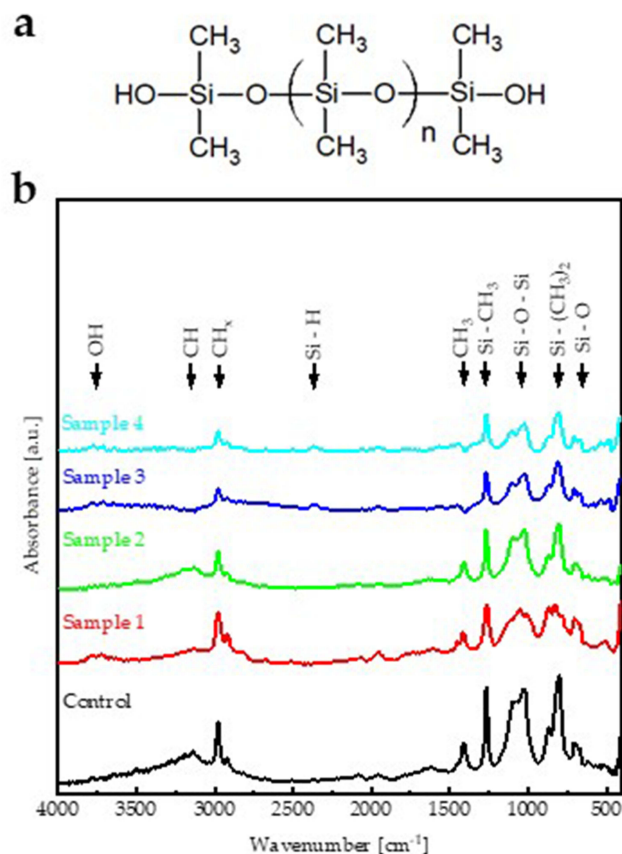 a
CH₃ CH₃ CH₃
HO Si O Si O Si OH
n
CH₃ CH₃ CH₃
b
OH
CH
CHₓ
Si - H
CH₃
Si - CH₃
Si - O - Si
Si - (CH₃)₂
Si - O
Sample 4
Sample 3
Sample 2
Sample 1
Control
Absorbance [a.u.]
4000 3500 3000 2500 2000 1500 1000 500
Wavenumber [cm⁻¹]